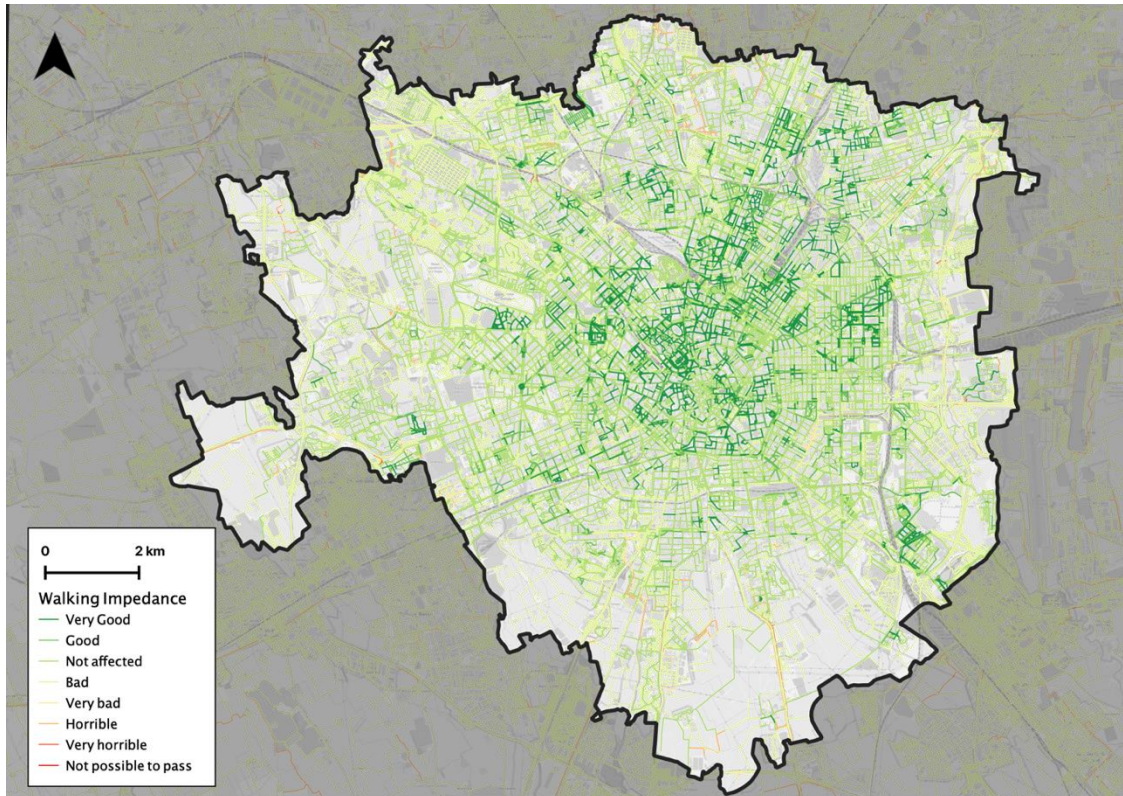 0 2 km
Walking Impedance
Very Good
Good
Not affected
Bad
Very bad
Horrible
Very horrible
Not possible to pass